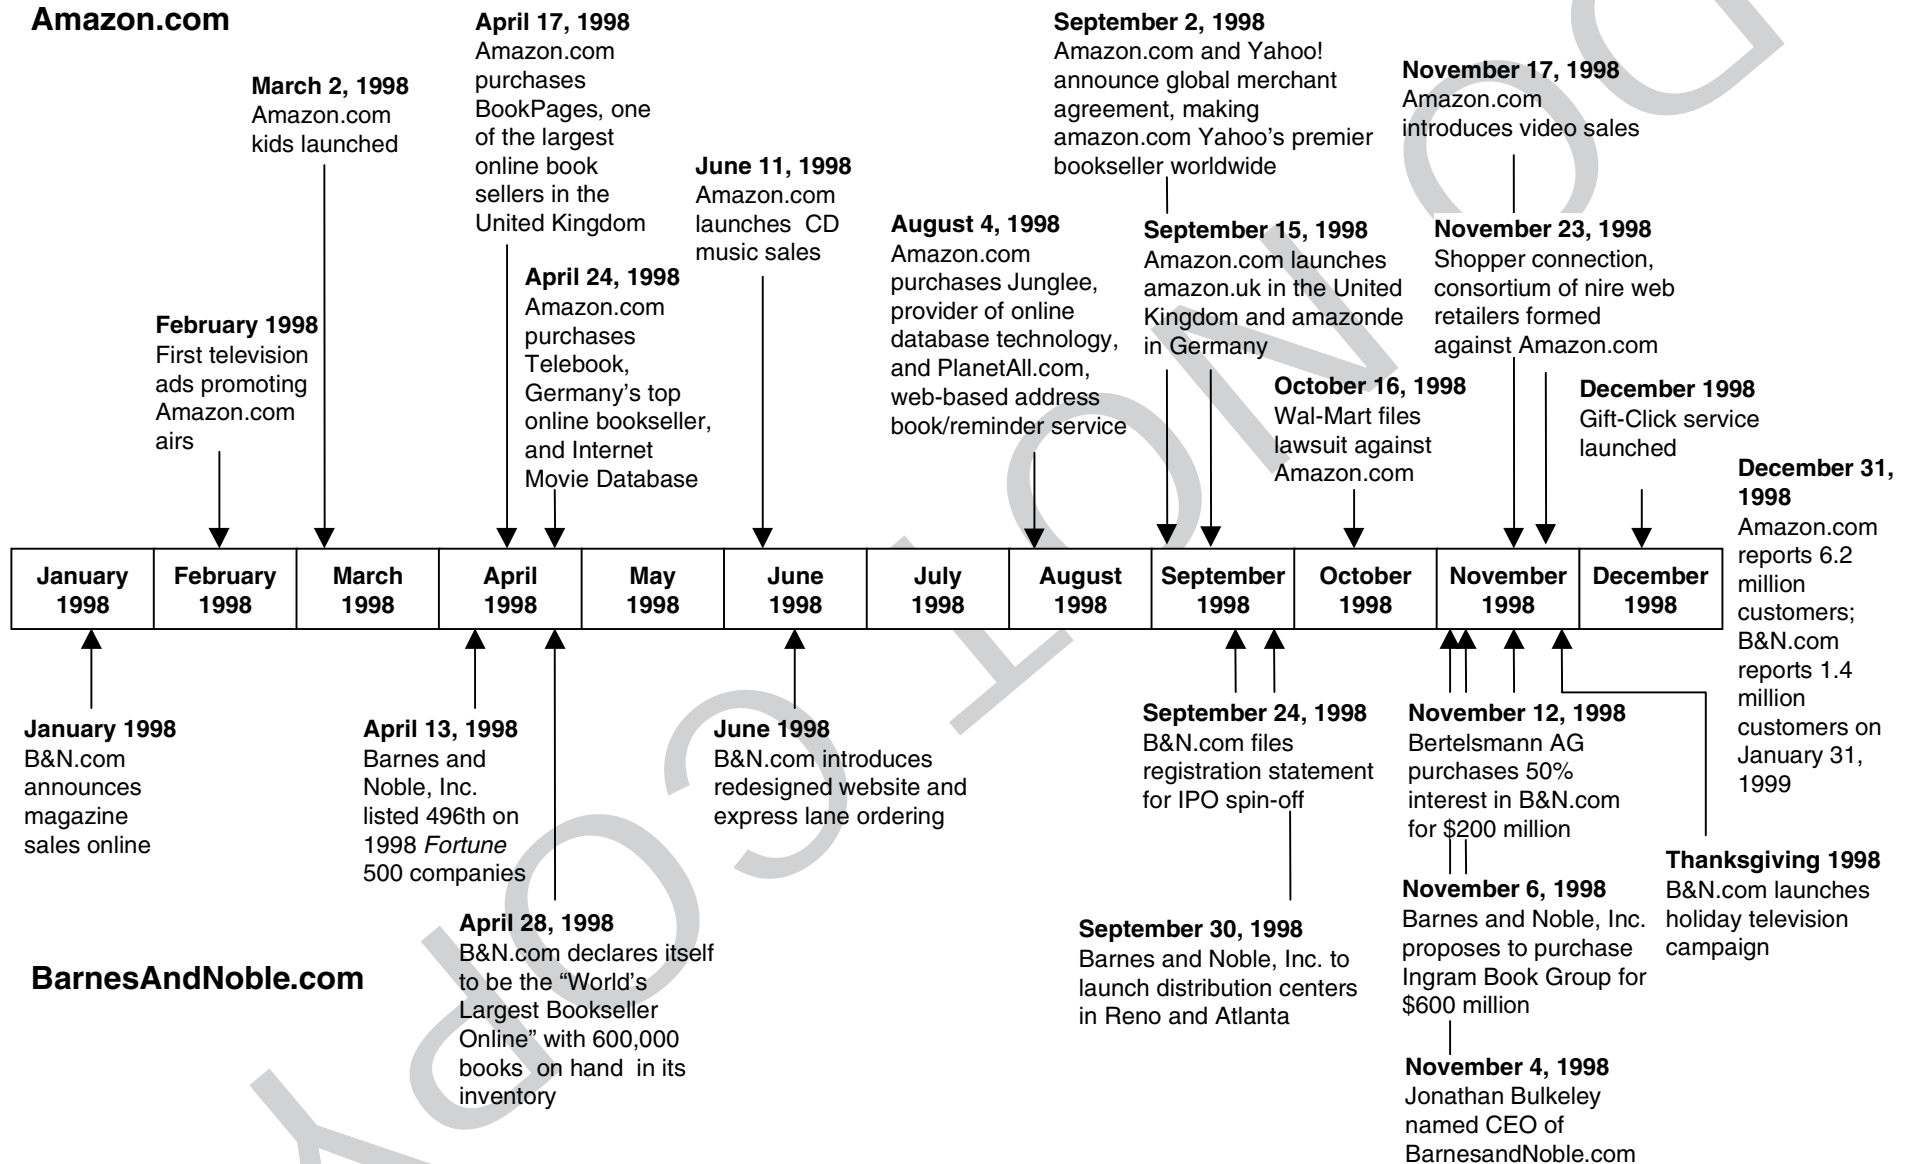 Amazon.com
February 1998
First television
ads promoting
Amazon.com
airs
March 2, 1998
Amazon.com
kids launched
April 17, 1998
Amazon.com
purchases
BookPages, one
of the largest
online book
sellers in the
United Kingdom
April 24, 1998
Amazon.com
purchases
Telebook,
Germany’s top
online bookseller,
and Internet
Movie Database
June 11, 1998
Amazon.com
launches CD
music sales
August 4, 1998
Amazon.com
purchases Junglee,
provider of online
database technology,
and PlanetAll.com,
web-based address
book/reminder service
September 2, 1998
Amazon.com and Yahoo!
announce global merchant
agreement, making
amazon.com Yahoo’s premier
bookseller worldwide
September 15, 1998
Amazon.com launches
amazon.uk in the United
Kingdom and amazonde
in Germany
October 16, 1998
Wal-Mart files
lawsuit against
Amazon.com
November 17, 1998
Amazon.com
introduces video sales
November 23, 1998
Shopper connection,
consortium of nire web
retailers formed
against Amazon.com
December 1998
Gift-Click service
launched
December 31,
1998
Amazon.com
reports 6.2
million
customers;
B&N.com
reports 1.4
million
customers on
January 31,
1999
January
1998
February
1998
March
1998
April
1998
May
1998
June
1998
July
1998
August
1998
September
1998
October
1998
November
1998
December
1998
January 1998
B&N.com
announces
magazine
sales online
April 13, 1998
Barnes and
Noble, Inc.
listed 496th on
1998 Fortune
500 companies
April 28, 1998
B&N.com declares itself
to be the “World’s
Largest Bookseller
Online” with 600,000
books on hand in its
inventory
June 1998
B&N.com introduces
redesigned website and
express lane ordering
September 24, 1998
B&N.com files
registration statement
for IPO spin-off
September 30, 1998
Barnes and Noble, Inc. to
launch distribution centers
in Reno and Atlanta
November 12, 1998
Bertelsmann AG
purchases 50%
interest in B&N.com
for $200 million
November 6, 1998
Barnes and Noble, Inc.
proposes to purchase
Ingram Book Group for
$600 million
November 4, 1998
Jonathan Bulkeley
named CEO of
BarnesandNoble.com
Thanksgiving 1998
B&N.com launches
holiday television
campaign
BarnesAndNoble.com
DO NOT COPY